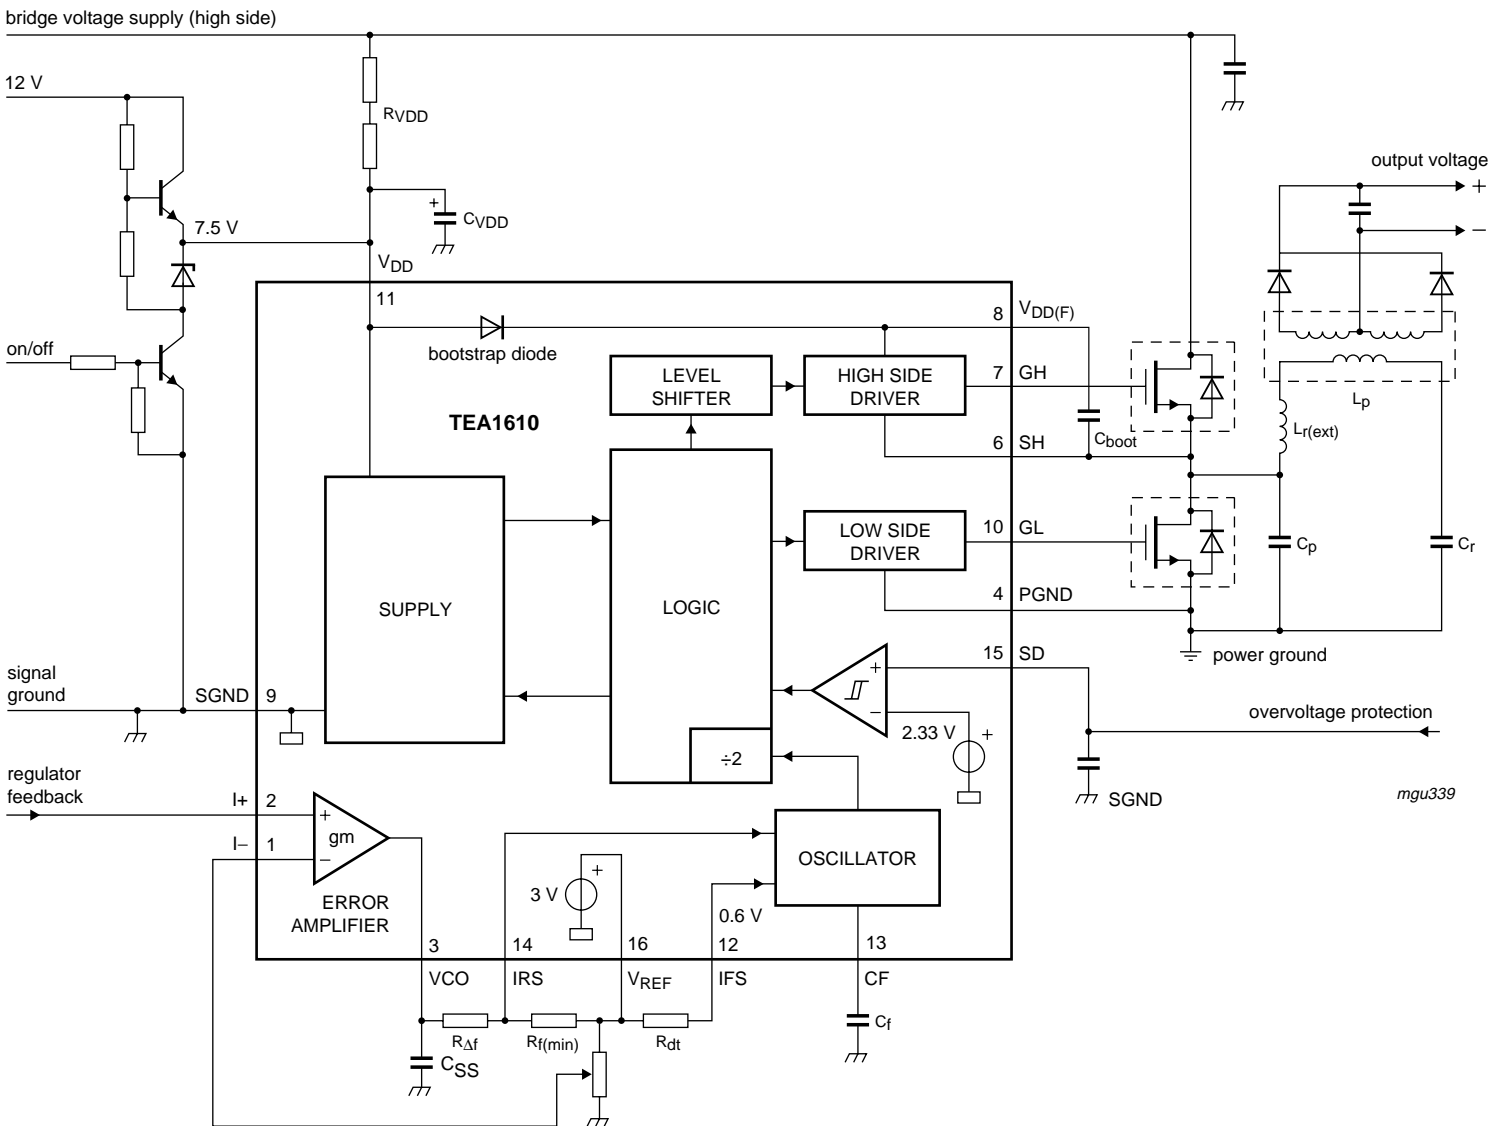 bridge voltage supply (high side)
12 V
RVDD
output voltage
+
−
+
CVDD
7.5 V
VDD
11
8
VDD(F)
on/off
bootstrap diode
LEVEL
SHIFTER
HIGH SIDE
DRIVER
7
GH
TEA1610
Cboot
Lp
Lr(ext)
6
SH
LOW SIDE
DRIVER
10
GL
Cp
Cr
SUPPLY
LOGIC
4
PGND
15
SD
power ground
signal
ground
SGND
9
+
−
2.33 V
+
overvoltage protection
÷2
SGND
mgu339
regulator
feedback
I+
2
I−
1
+
−
gm
OSCILLATOR
ERROR
AMPLIFIER
3 V
+
0.6 V
3
14
16
12
13
VCO
IRS
VREF
IFS
CF
RΔf
Rf(min)
Rdt
Cf
CSS